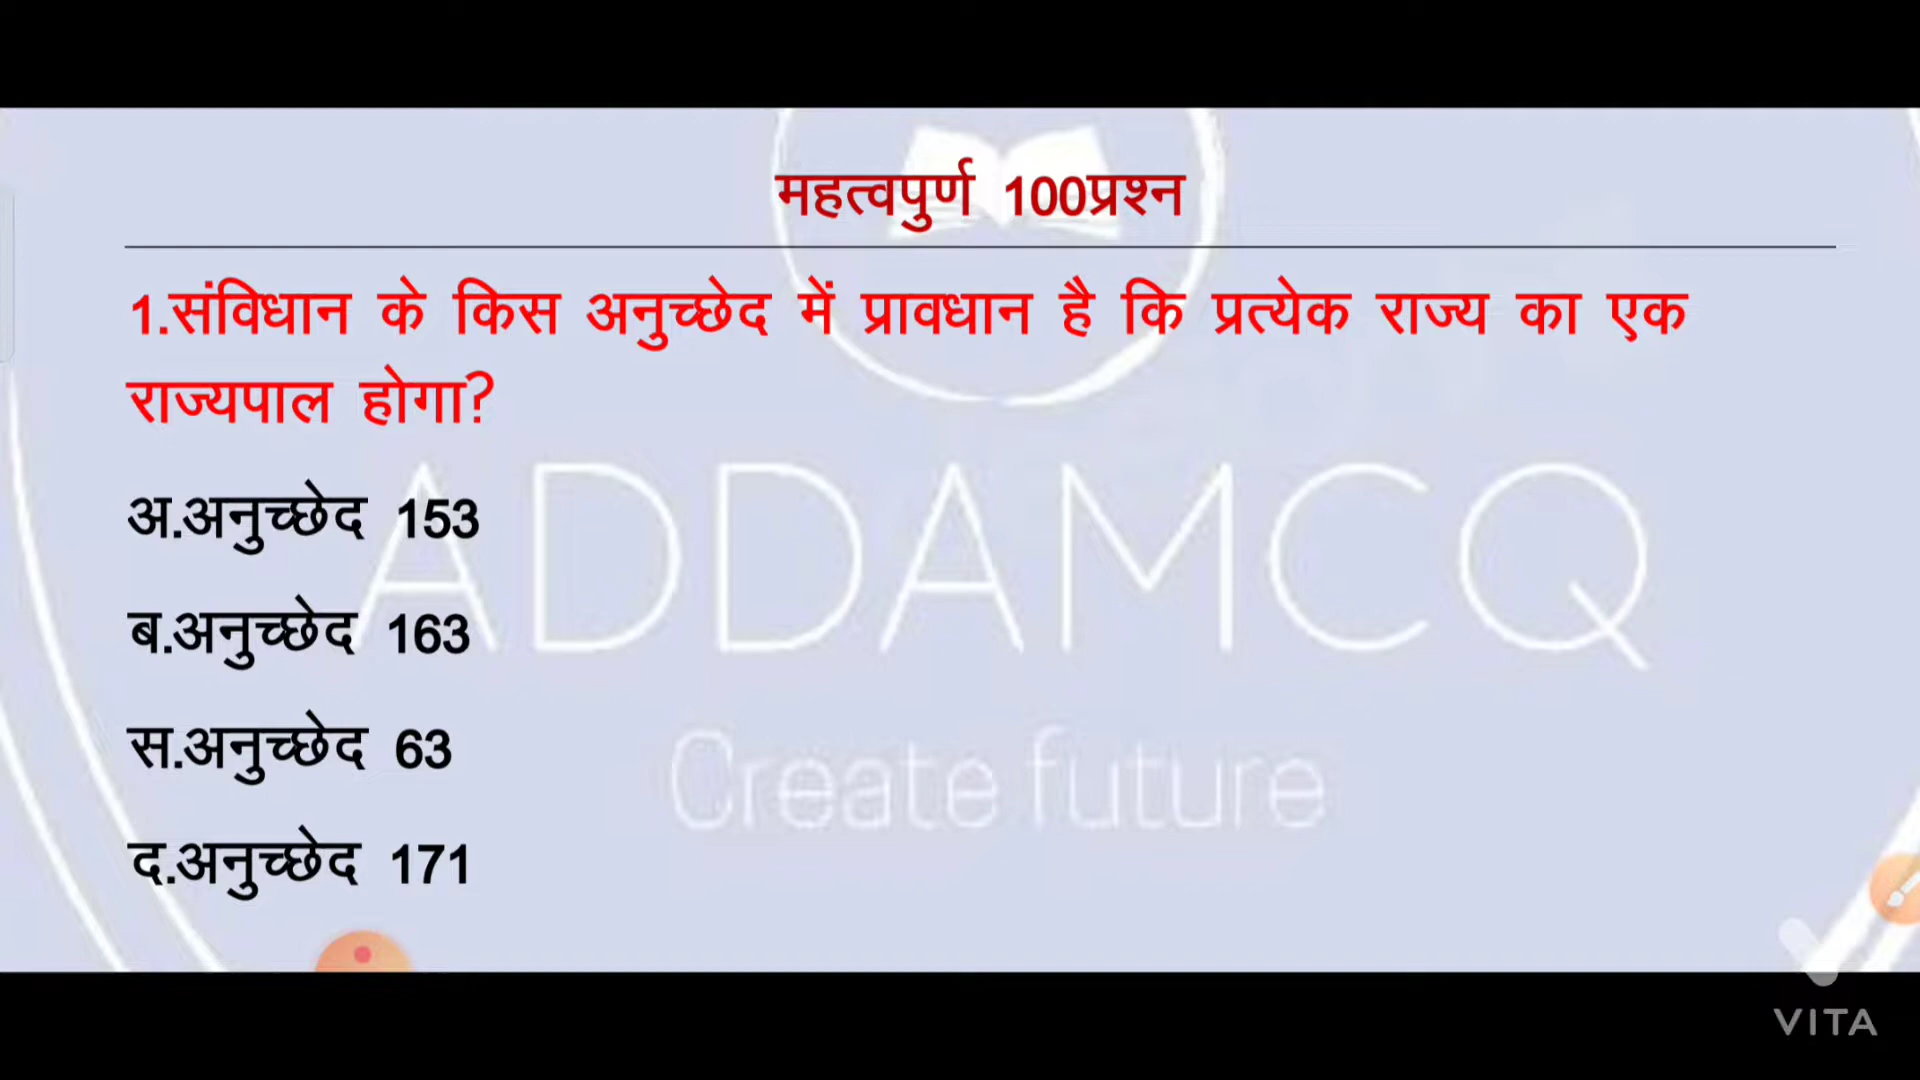 महत्वपुर्ण 100प्रश्न
1.संविधान के किस अनुच्छेद में प्रावधान है कि प्रत्येक राज्य का एक
राज्यपाल होगा?
अ.अनुच्छेद 153
ब.अनुच्छेद 163
स.अनुच्छेद 63
द.अनुच्छेद 171
ADDAMCQ
Create future
VITA